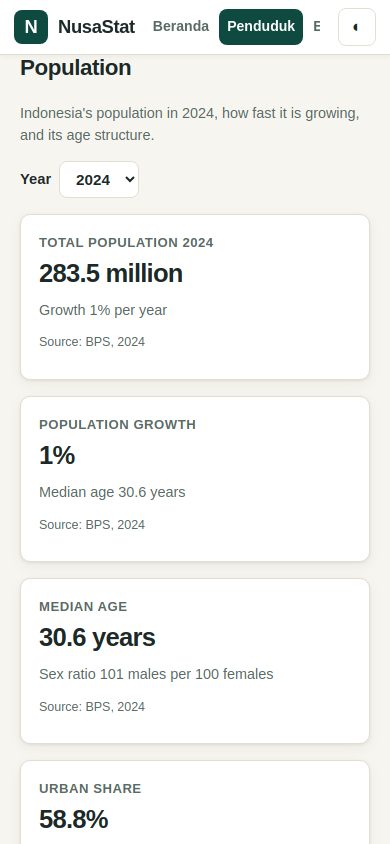 N NusaStat Beranda Penduduk E
Population
Indonesia's population in 2024, how fast it is growing,
and its age structure.
Year 2024
TOTAL POPULATION 2024
283.5 million
Growth 1% per year
Source: BPS, 2024
POPULATION GROWTH
1%
Median age 30.6 years
Source: BPS, 2024
MEDIAN AGE
30.6 years
Sex ratio 101 males per 100 females
Source: BPS, 2024
URBAN SHARE
58.8%